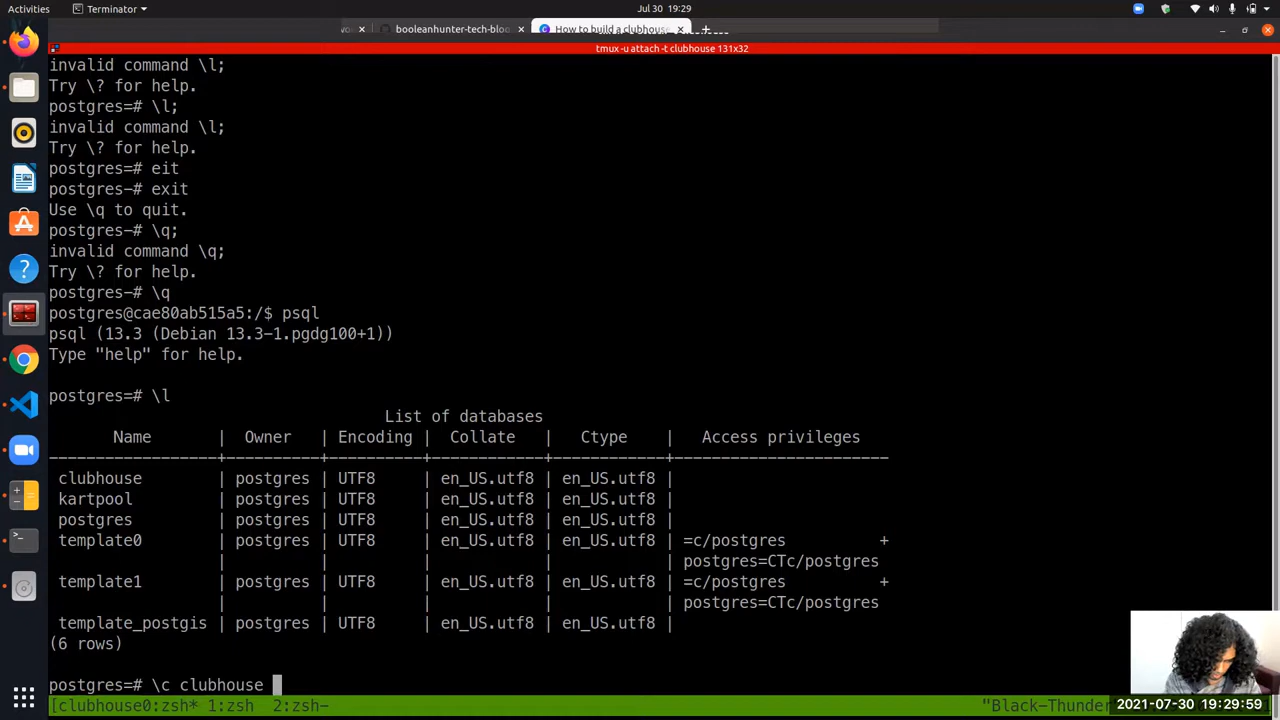 Activities
Terminator
Jul 30 19:29
booleanhunter-tech-bloo
How to build a clubhouse
tmux -u attach -t clubhouse 131x32
invalid command \l;
Try \? for help.
postgres=# \l;
invalid command \l;
Try \? for help.
postgres=# eit
postgres-# exit
Use \q to quit.
postgres-# \q;
invalid command \q;
Try \? for help.
postgres-# \q
postgres@cae80ab515a5:/$ psql
psql (13.3 (Debian 13.3-1.pgdg100+1))
Type "help" for help.
postgres=# \l
List of databases
Name | Owner | Encoding | Collate | Ctype | Access privileges
-----------------+----------+----------+------------+------------+-----------------------
clubhouse | postgres | UTF8 | en_US.utf8 | en_US.utf8 |
kartpool | postgres | UTF8 | en_US.utf8 | en_US.utf8 |
postgres | postgres | UTF8 | en_US.utf8 | en_US.utf8 |
template0 | postgres | UTF8 | en_US.utf8 | en_US.utf8 | =c/postgres +
| | | | | postgres=CTc/postgres
template1 | postgres | UTF8 | en_US.utf8 | en_US.utf8 | =c/postgres +
| | | | | postgres=CTc/postgres
template_postgis | postgres | UTF8 | en_US.utf8 | en_US.utf8 |
(6 rows)
postgres=# \c clubhouse
[clubhouse0:zsh* 1:zsh 2:zsh-
"Black-Thunder
2021-07-30 19:29:59